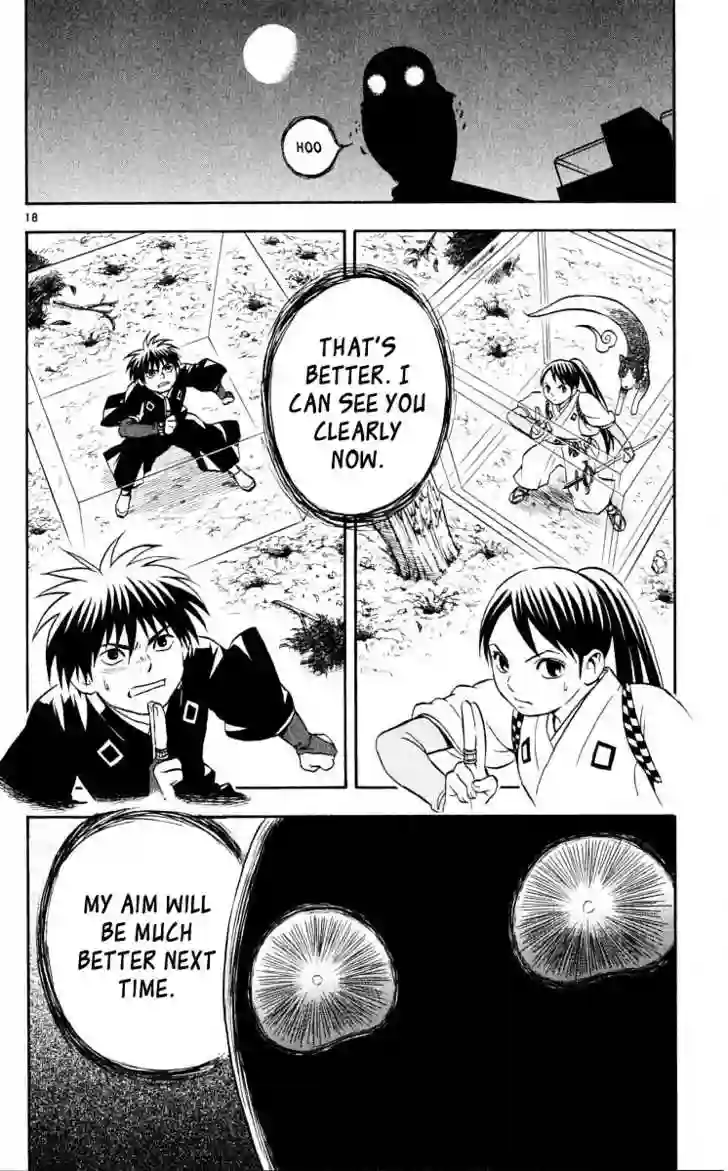 HOO
18
THAT'S
BETTER. I
CAN SEE YOU
CLEARLY
NOW.
MY AIM WILL
BE MUCH
BETTER NEXT
TIME.